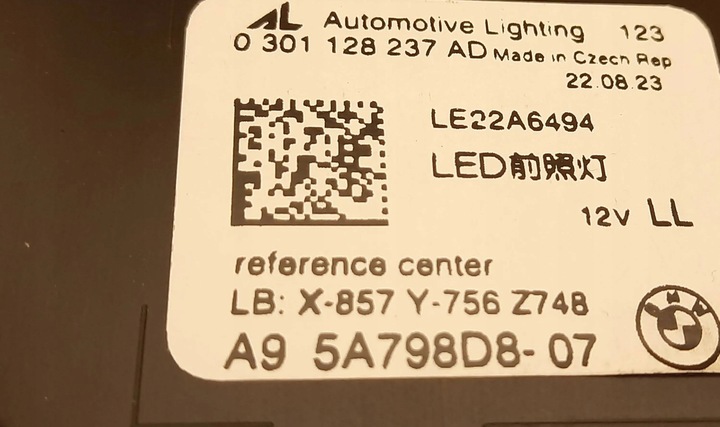 AL Automotive Lighting 123
0 301 128 237 AD Made in Czech Rep
22.08.23
LE22A6494
LED前照灯
12V LL
reference center
LB: X-857 Y-756 Z748
A9 5A798D8-07
BMW